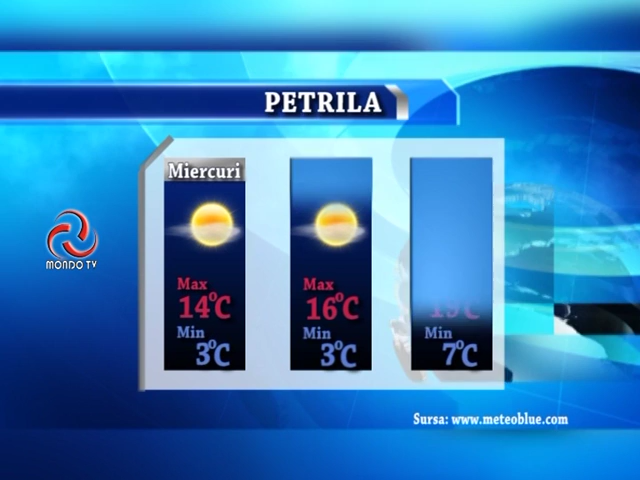 PETRILA
Miercuri
Max
14°C
Min
3°C
Max
16°C
Min
3°C
Min
7°C
MONDO TV
Sursa: www.meteoblue.com